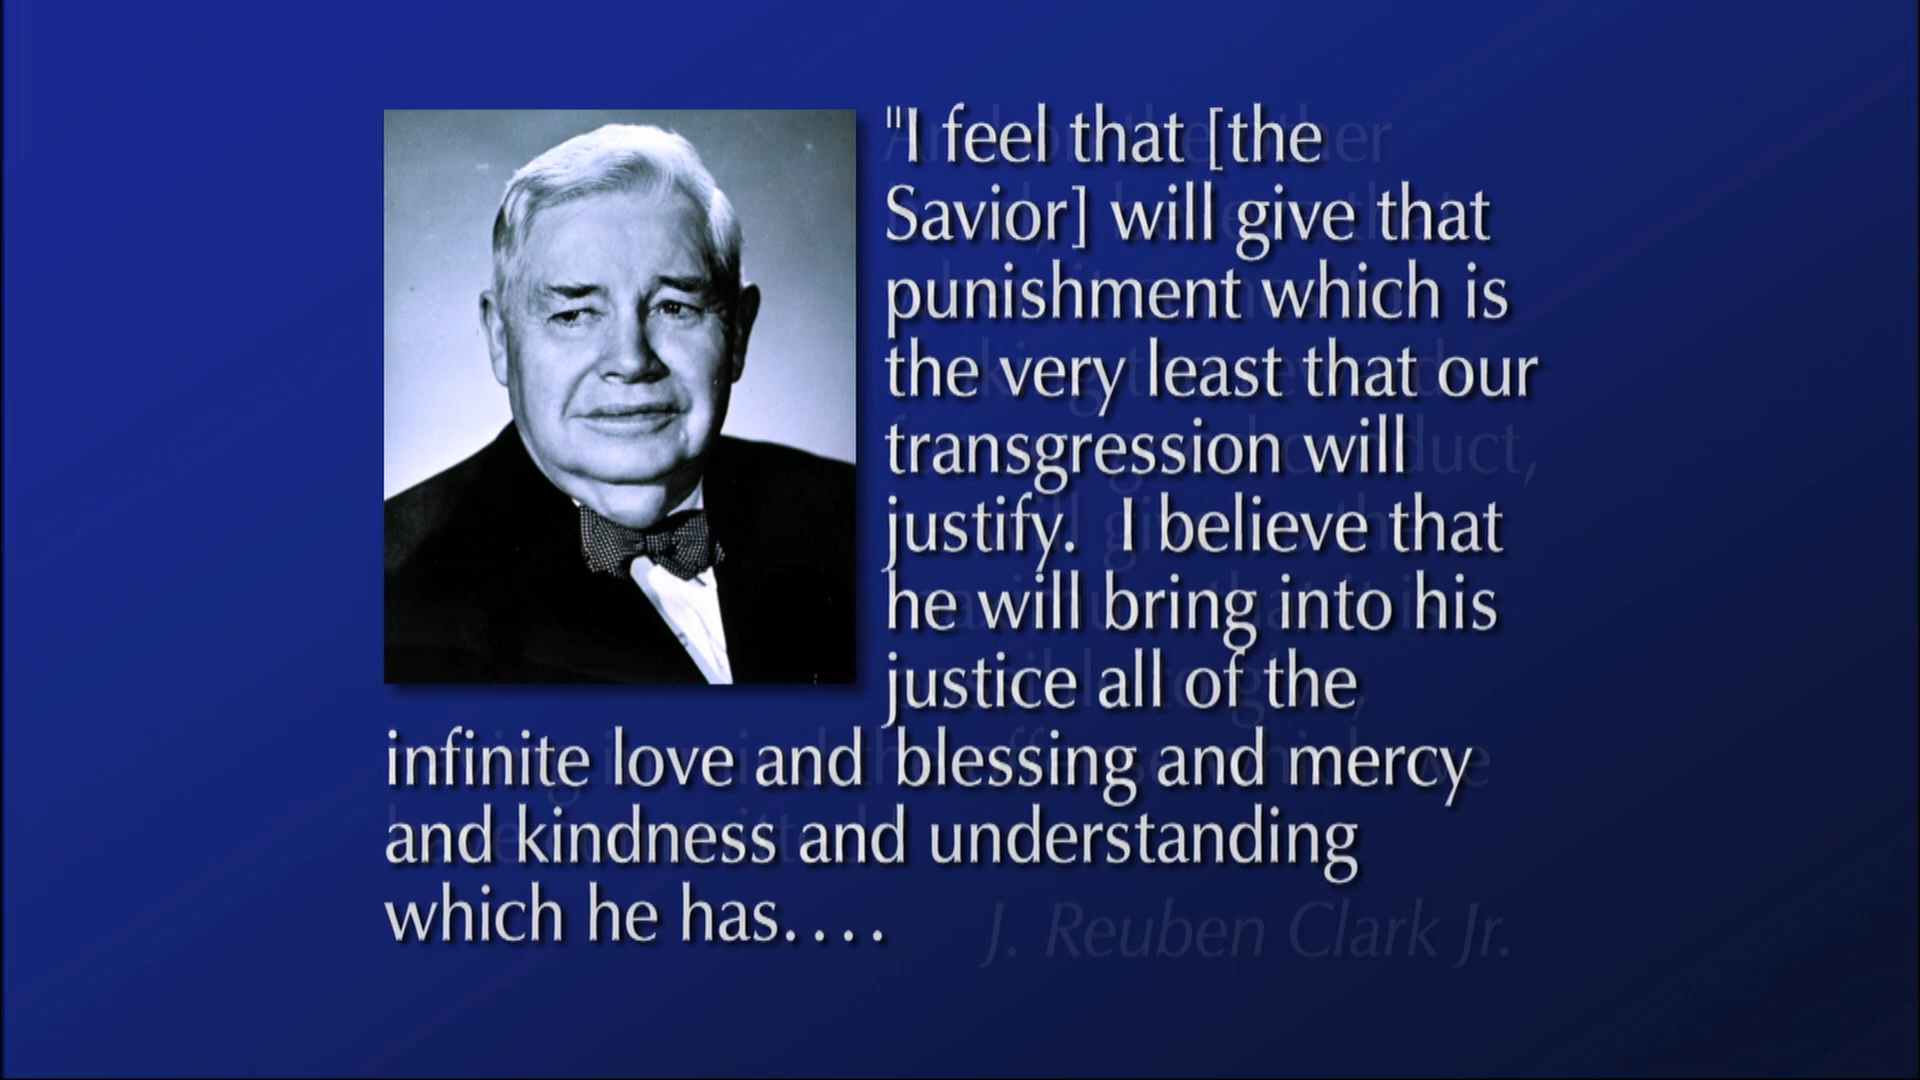 "I feel that [the
Savior] will give that
punishment which is
the very least that our
transgression will
justify.  I believe that
he will bring into his
justice all of the
infinite love and blessing and mercy
and kindness and understanding
which he has....
J. Reuben Clark Jr.